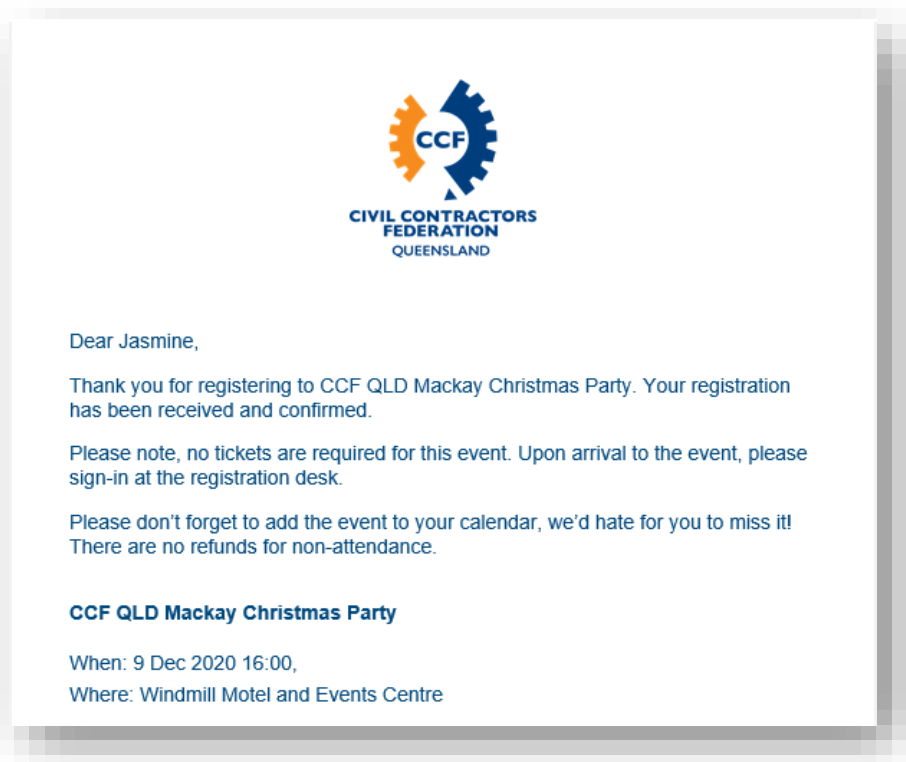 CCF
CIVIL CONTRACTORS
FEDERATION
QUEENSLAND
Dear Jasmine,
Thank you for registering to CCF QLD Mackay Christmas Party. Your registration
has been received and confirmed.
Please note, no tickets are required for this event. Upon arrival to the event, please
sign-in at the registration desk.
Please don’t forget to add the event to your calendar, we’d hate for you to miss it!
There are no refunds for non-attendance.
CCF QLD Mackay Christmas Party
When: 9 Dec 2020 16:00,
Where: Windmill Motel and Events Centre